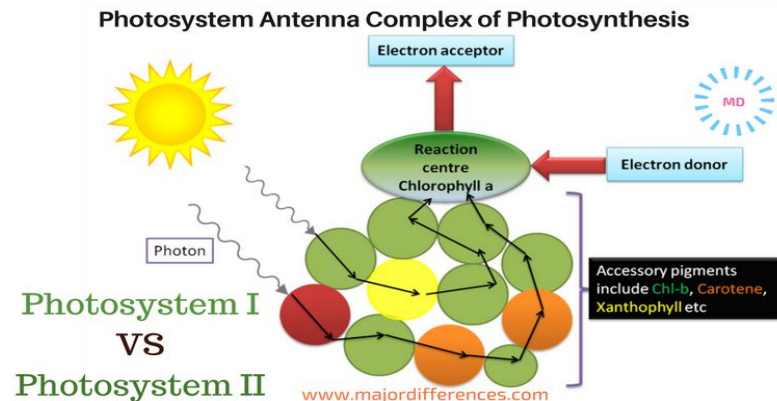 Photosystem Antenna Complex of Photosynthesis
Electron acceptor
MD
Reaction
centre
Chlorophyll a
Electron donor
Photon
Accessory pigments
include Chl-b, Carotene,
Xanthophyll etc
Photosystem I
VS
Photosystem II
www.majordifferences.com